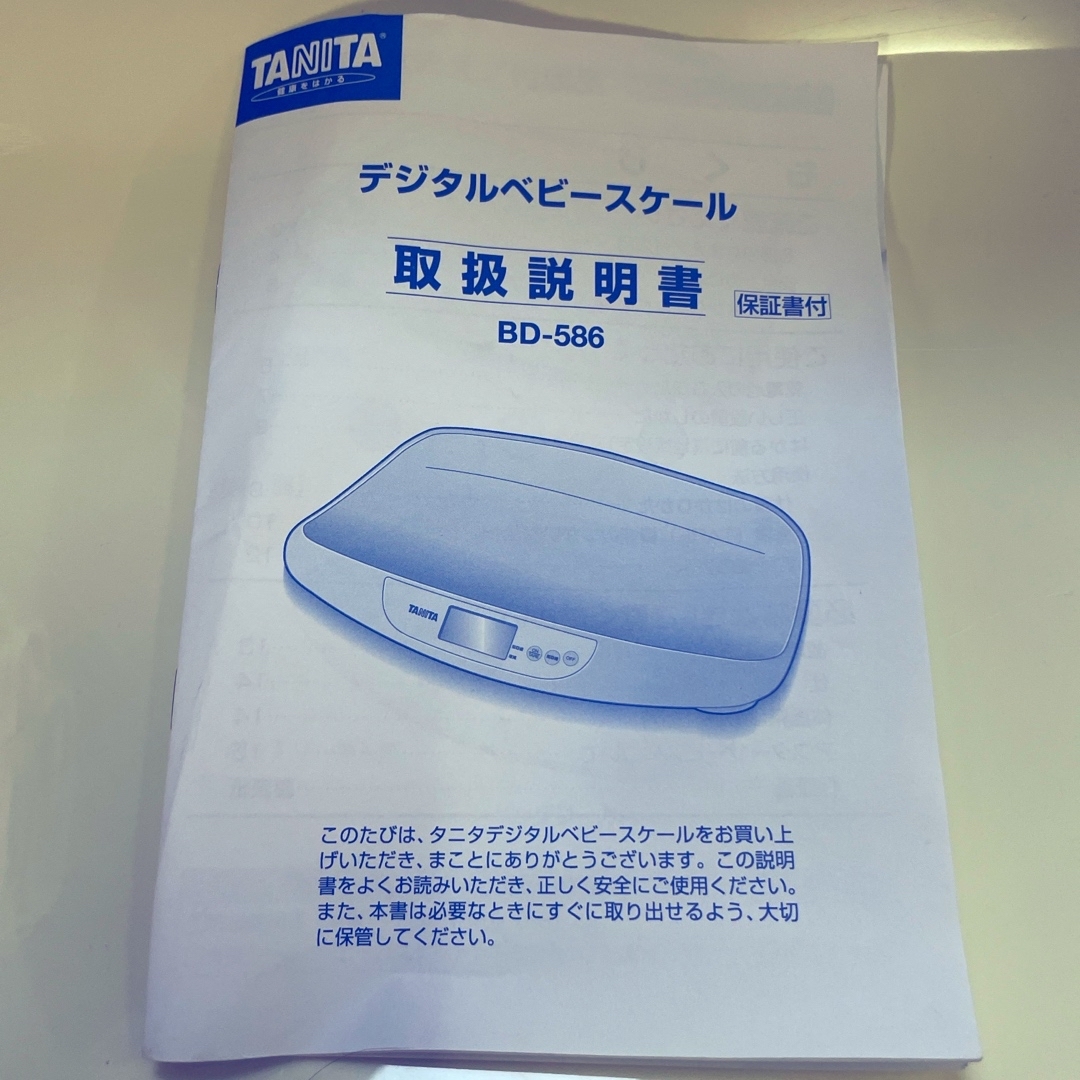 TANITA®
健康をはかる
デジタルベビースケール
取扱説明書
保証書付
BD-586
TANITA
OFF
このたびは、タニタデジタルベビースケールをお買い上
げいただき、まことにありがとうございます。この説明
書をよくお読みいただき、正しく安全にご使用ください。
また、本書は必要なときにすぐに取り出せるよう、大切
に保管してください。